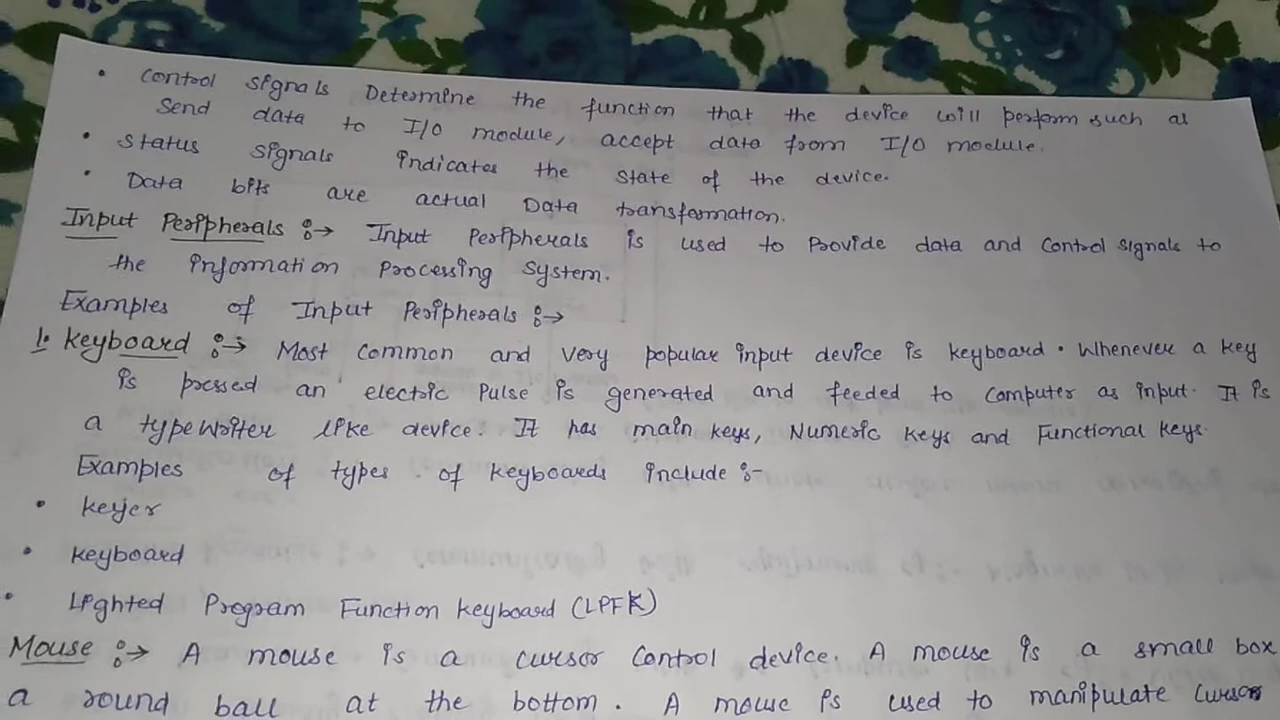 • Control signals Determine the function that the device will perform such as
Send data to I/O module, accept data from I/O module.
• Status signals indicates the state of the device.
• Data bits are actual Data transformation.
Input Peripherals :→ Input Peripherals is used to Provide data and control signals to
the information Processing System.
Examples of Input Peripherals :→
1. Keyboard :→ Most common and very popular input device is keyboard. Whenever a key
is pressed an electric Pulse is generated and feeded to computer as input. It is
a typewriter like device. It has main keys, Numeric keys and Functional keys.
Examples of types of keyboards include :-
• keyer
• keyboard
• Lighted Program Function keyboard (LPFK)
Mouse :→ A mouse is a cursor control device. A mouse is a small box
a round ball at the bottom. A mouse is used to manipulate cursor